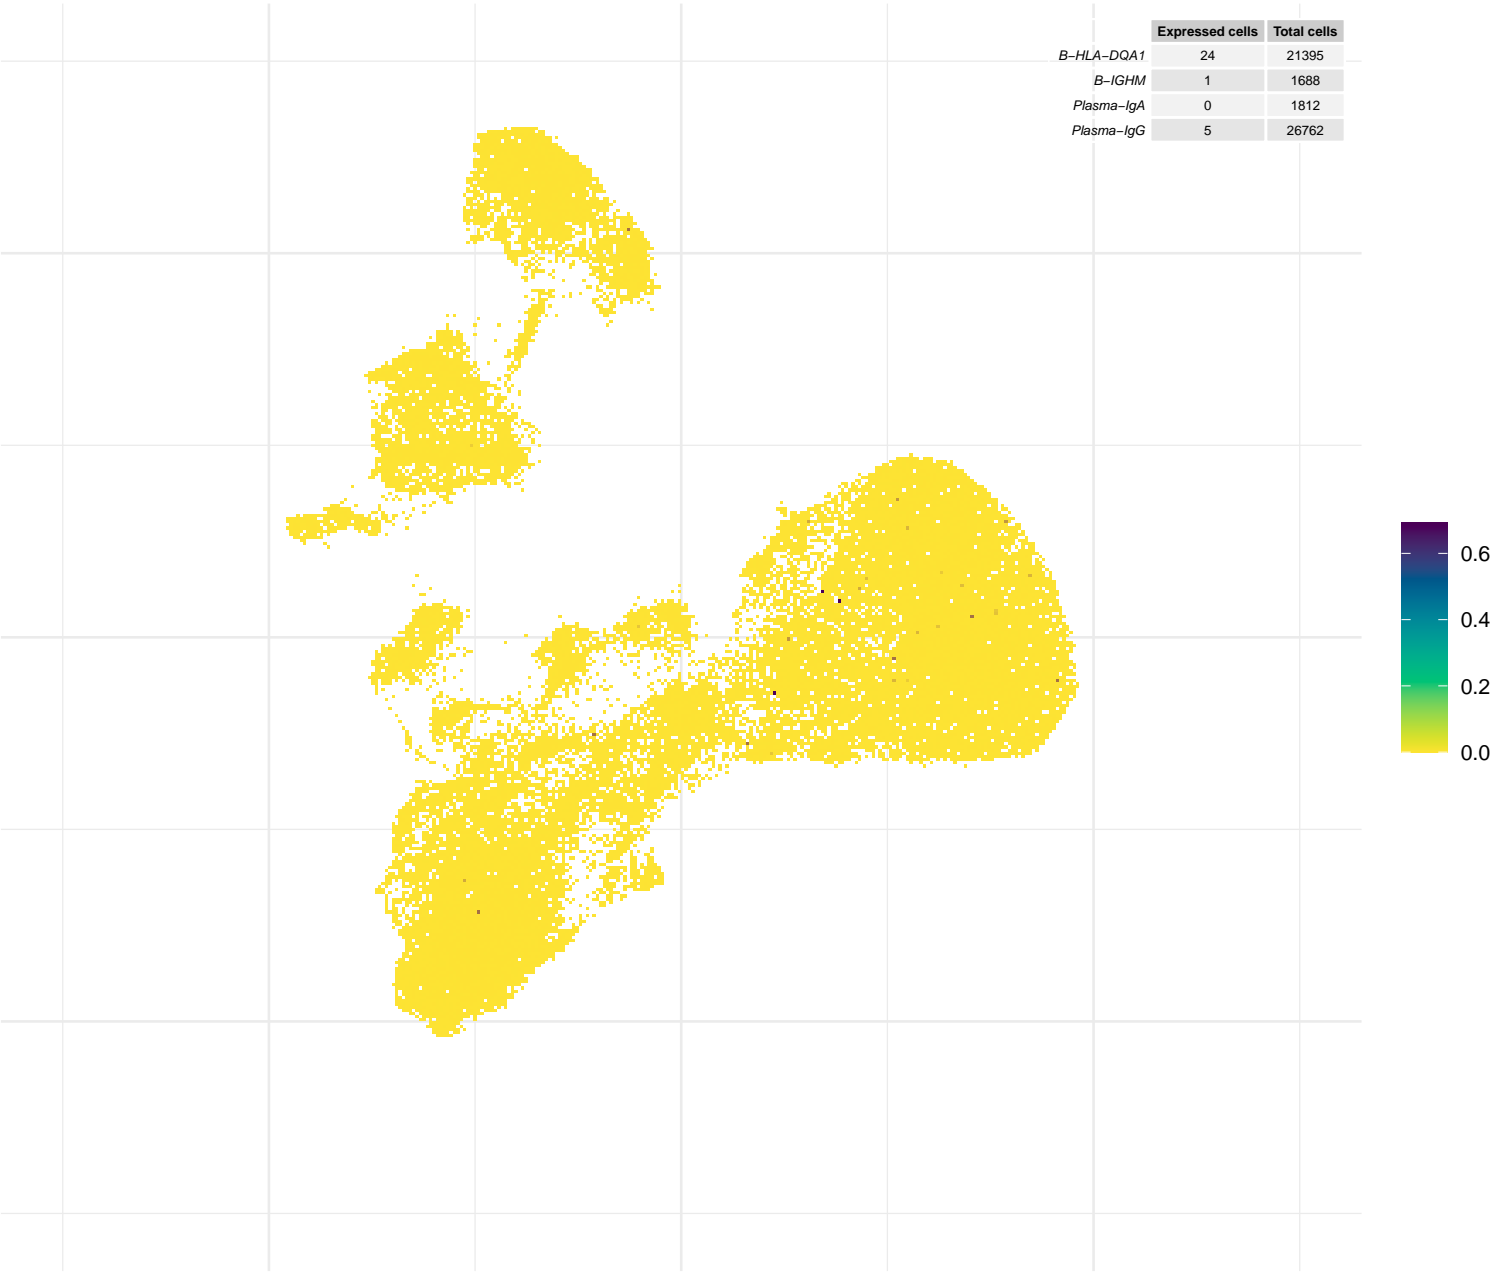 Expressed cells Total cells
B−HLA−DQA1 24 21395
B−IGHM 1 1688
Plasma−IgA 0 1812
Plasma−IgG 5 26762
0.6
0.4
0.2
0.0